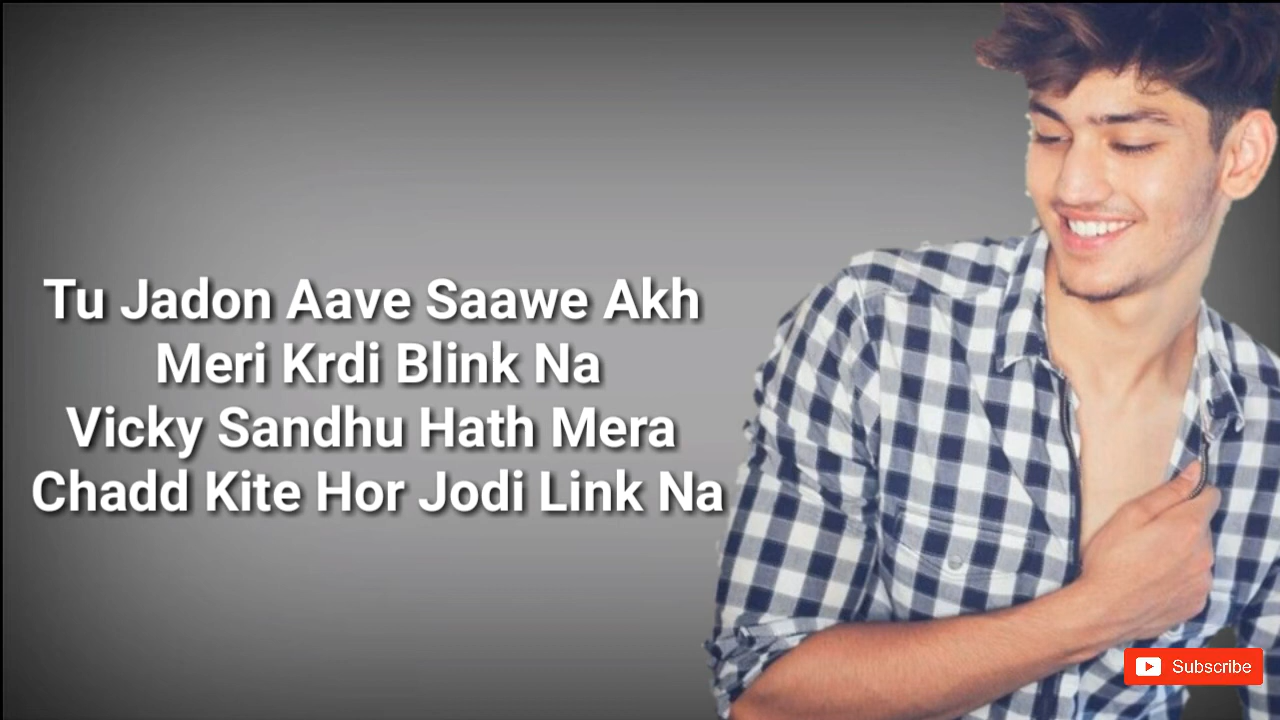 Tu Jadon Aave Saawe Akh
Meri Krdi Blink Na
Vicky Sandhu Hath Mera
Chadd Kite Hor Jodi Link Na
Subscribe